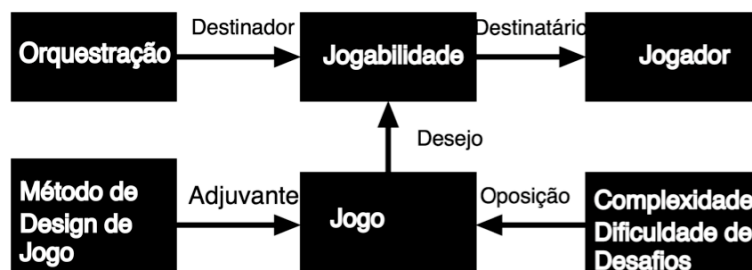 Orquestração
Destinador
Jogabilidade
Destinatário
Jogador
Desejo
Método de
Design de
Jogo
Adjuvante
Jogo
Oposição
Complexidade
Dificuldade de
Desafios